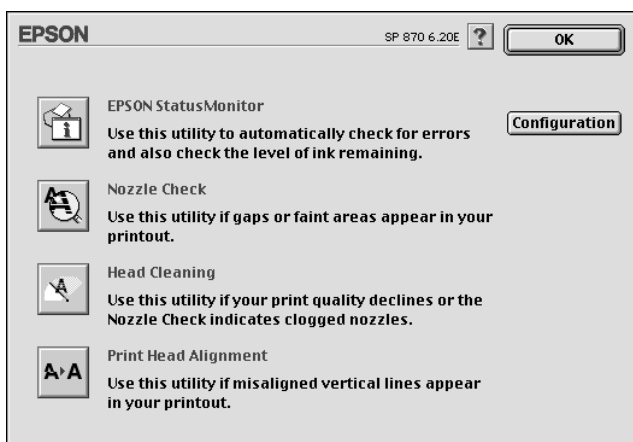 EPSON
SP 870 6.20E
?
OK
EPSON StatusMonitor
Use this utility to automatically check for errors
and also check the level of ink remaining.
Configuration
Nozzle Check
Use this utility if gaps or faint areas appear in your
printout.
Head Cleaning
Use this utility if your print quality declines or the
Nozzle Check indicates clogged nozzles.
A▸A
Print Head Alignment
Use this utility if misaligned vertical lines appear
in your printout.